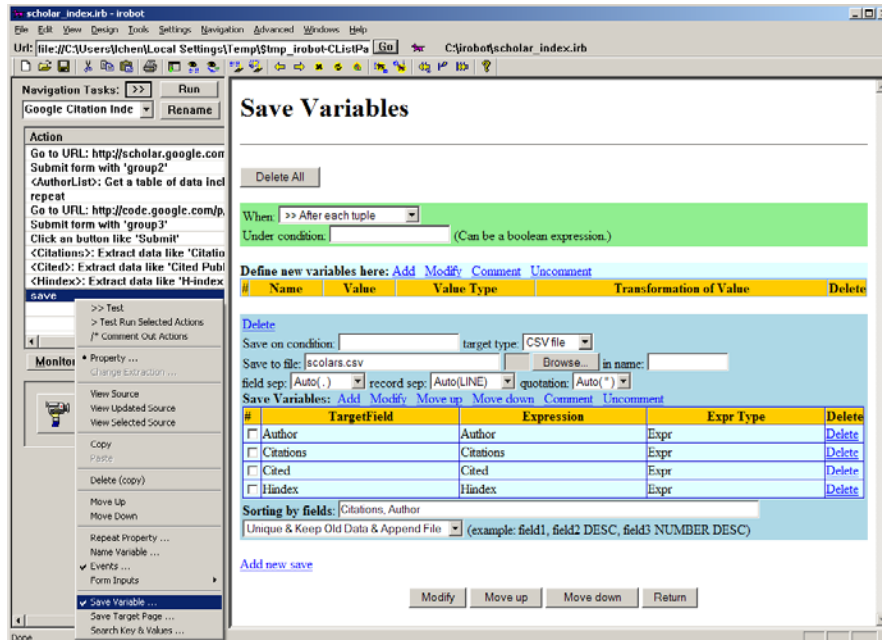 scholar_index.irb - irobot
File Edit View Design Tools Settings Navigation Advanced Windows Help
Url: file://C:\Users\lchen\Local Settings\Temp\$tmp_irobot-CListPa Go C:\irobot\scholar_index.irb
Navigation Tasks: >> Run
Google Citation Inde Rename
Action
Go to URL: http://scholar.google.com
Submit form with 'group2'
<AuthorList>: Get a table of data incl
repeat
Go to URL: http://code.google.com/p,
Submit form with 'group3'
Click an button like 'Submit'
<Citations>: Extract data like 'Citatio
<Cited>: Extract data like 'Cited Publ
<Hindex>: Extract data like 'H-index
save
>> Test
> Test Run Selected Actions
/* Comment Out Actions
Property ...
Change Extraction ...
View Source
View Updated Source
View Selected Source
Copy
Paste
Delete (copy)
Move Up
Move Down
Repeat Property ...
Name Variable ...
Events ...
Form Inputs
Save Variable ...
Save Target Page ...
Search Key & Values ...
Monitor
Done
Save Variables
Delete All
When: >> After each tuple
Under condition: (Can be a boolean expression.)
Define new variables here: Add Modify Comment Uncomment
# Name Value Value Type Transformation of Value Delete
Delete
Save on condition: target type: CSV file
Save to file: scolars.csv Browse... in name:
field sep: Auto(,) record sep: Auto(LINE) quotation: Auto(")
Save Variables: Add Modify Move up Move down Comment Uncomment
# TargetField Expression Expr Type Delete
Author Author Expr Delete
Citations Citations Expr Delete
Cited Cited Expr Delete
Hindex Hindex Expr Delete
Sorting by fields: Citations, Author
Unique & Keep Old Data & Append File (example: field1, field2 DESC, field3 NUMBER DESC)
Add new save
Modify Move up Move down Return